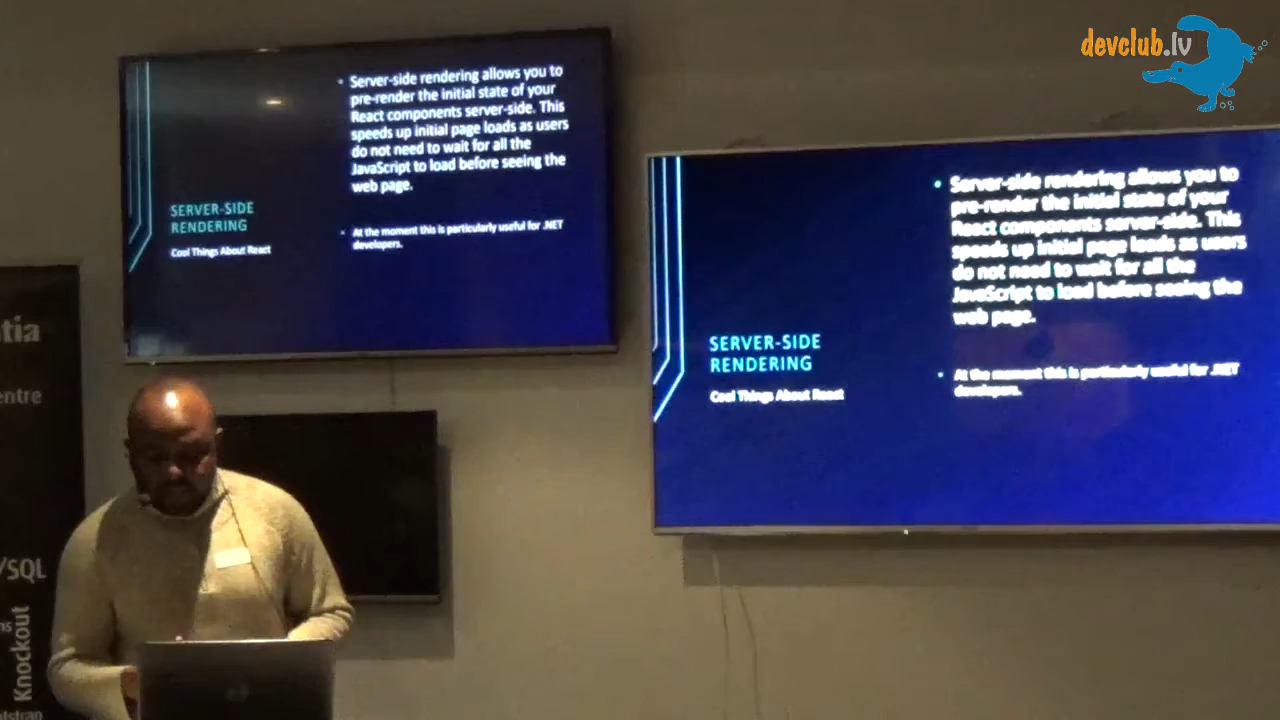 devclub.lv
• Server-side rendering allows you to
pre-render the initial state of your
React components server-side. This
speeds up initial page loads as users
do not need to wait for all the
JavaScript to load before seeing the
web page.
SERVER-SIDE
RENDERING
Cool Things About React
• At the moment this is particularly useful for .NET
developers.
• Server-side rendering allows you to
pre-render the initial state of your
React components server-side. This
speeds up initial page loads as users
do not need to wait for all the
JavaScript to load before seeing the
web page.
SERVER-SIDE
RENDERING
Cool Things About React
• At the moment this is particularly useful for .NET
developers.
tia
entre
/SQL
ns
Knockout